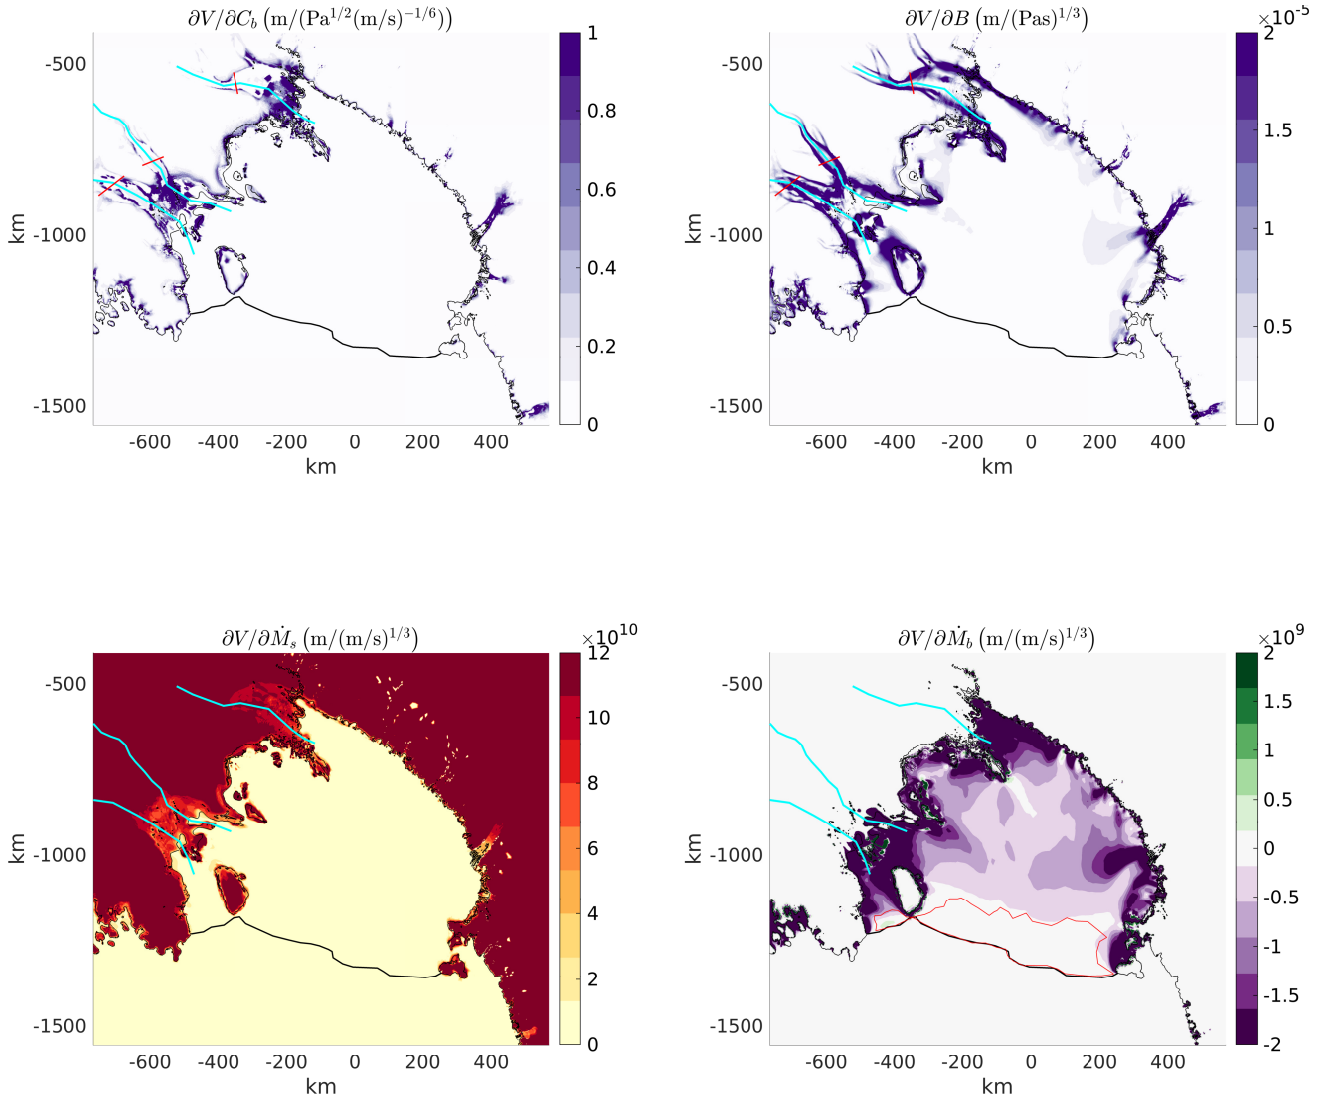 ∂V/∂C_b (m/(Pa^{1/2}(m/s)^{−1/6}))
-500
-1000
-1500
km
-600 -400 -200 0 200 400
km
1
0.8
0.6
0.4
0.2
0
∂V/∂B (m/(Pas)^{1/3})
×10^{-5}
-500
-1000
-1500
km
-600 -400 -200 0 200 400
km
2
1.5
1
0.5
0
∂V/∂Ṁ_s (m/(m/s)^{1/3})
×10^{10}
-500
-1000
-1500
km
-600 -400 -200 0 200 400
km
12
10
8
6
4
2
0
∂V/∂Ṁ_b (m/(m/s)^{1/3})
×10^9
-500
-1000
-1500
km
-600 -400 -200 0 200 400
km
2
1.5
1
0.5
0
-0.5
-1
-1.5
-2